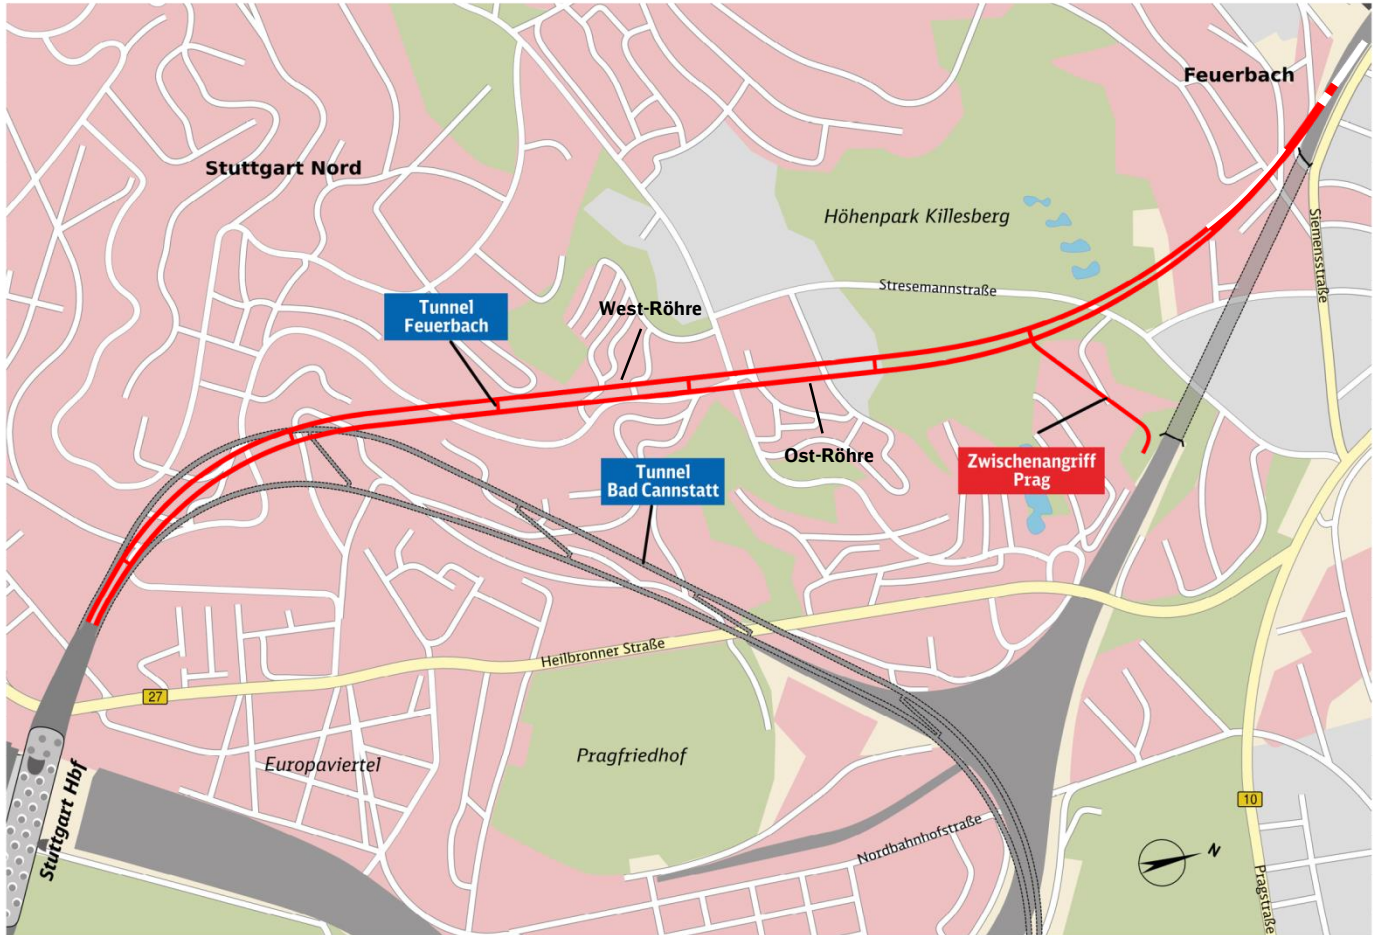 Feuerbach
Stuttgart Nord
Höhenpark Killesberg
Siemensstraße
Stresemannstraße
Tunnel
Feuerbach
West-Röhre
Ost-Röhre
Zwischenangriff
Prag
Tunnel
Bad Cannstatt
Heilbronner Straße
27
Europaviertel
Pragfriedhof
Stuttgart Hbf
10
Nordbahnhofstraße
N
Pragstraße